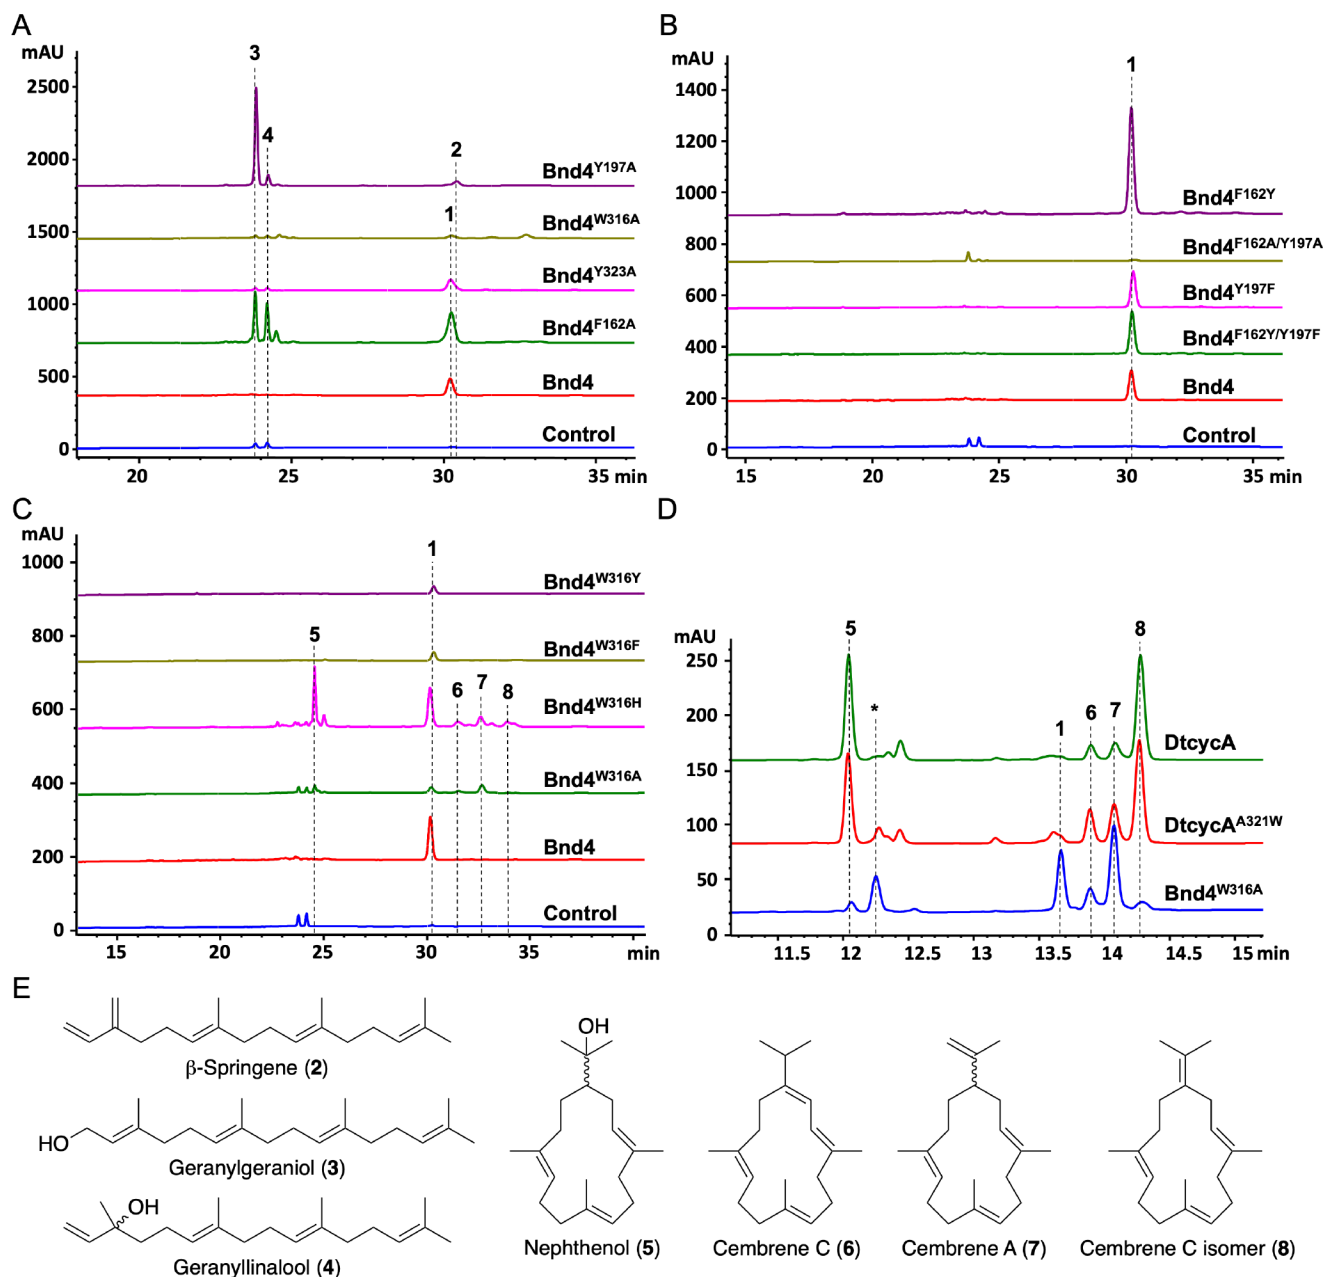 A
mAU
3
2500
4
2
2000
Bnd4Y197A
1
1500
Bnd4W316A
Bnd4Y323A
1000
Bnd4F162A
500
Bnd4
Control
0
20 25 30 35 min
B
mAU
1
1400
1200
1000
Bnd4F162Y
800
Bnd4F162A/Y197A
600
Bnd4Y197F
400
Bnd4F162Y/Y197F
200
Bnd4
Control
0
15 20 25 30 35 min
C
mAU
1
1000
Bnd4W316Y
800
5
Bnd4W316F
6 7 8
600
Bnd4W316H
400
Bnd4W316A
200
Bnd4
Control
0
15 20 25 30 35 min
D
mAU
5 8
250
*
200
1 6 7
DtcycA
150
DtcycAA321W
100
50
Bnd4W316A
0
11.5 12 12.5 13 13.5 14 14.5 15 min
E
β-Springene (2)
HO
Geranylgeraniol (3)
OH
Geranyllinalool (4)
OH
Nephthenol (5)
Cembrene C (6)
Cembrene A (7)
Cembrene C isomer (8)